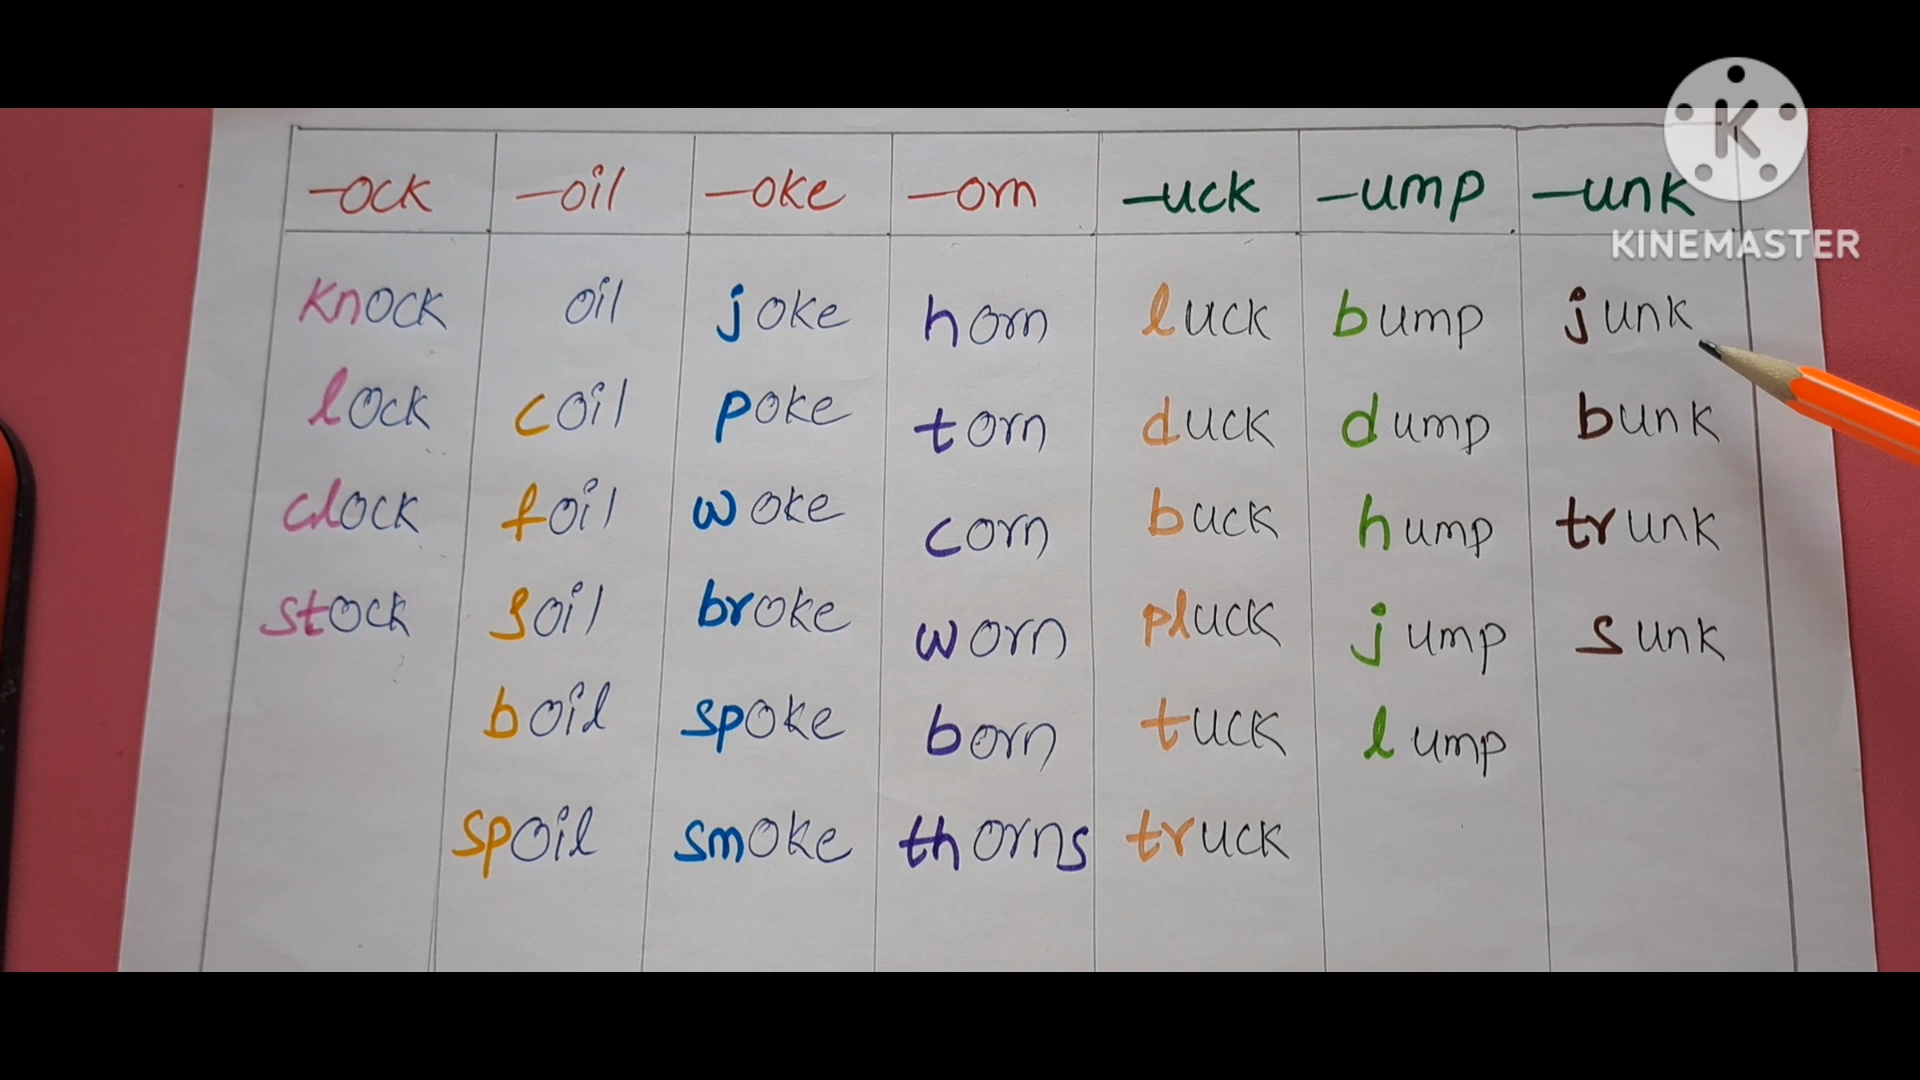 -ock -oil -oke -orn -uck -ump -unk
knock oil joke horn luck bump junk
lock coil poke torn duck dump bunk
clock foil woke corn buck hump trunk
stock soil broke worn pluck jump sunk
boil spoke born tuck lump
spoil smoke thorns truck
K
KINEMASTER